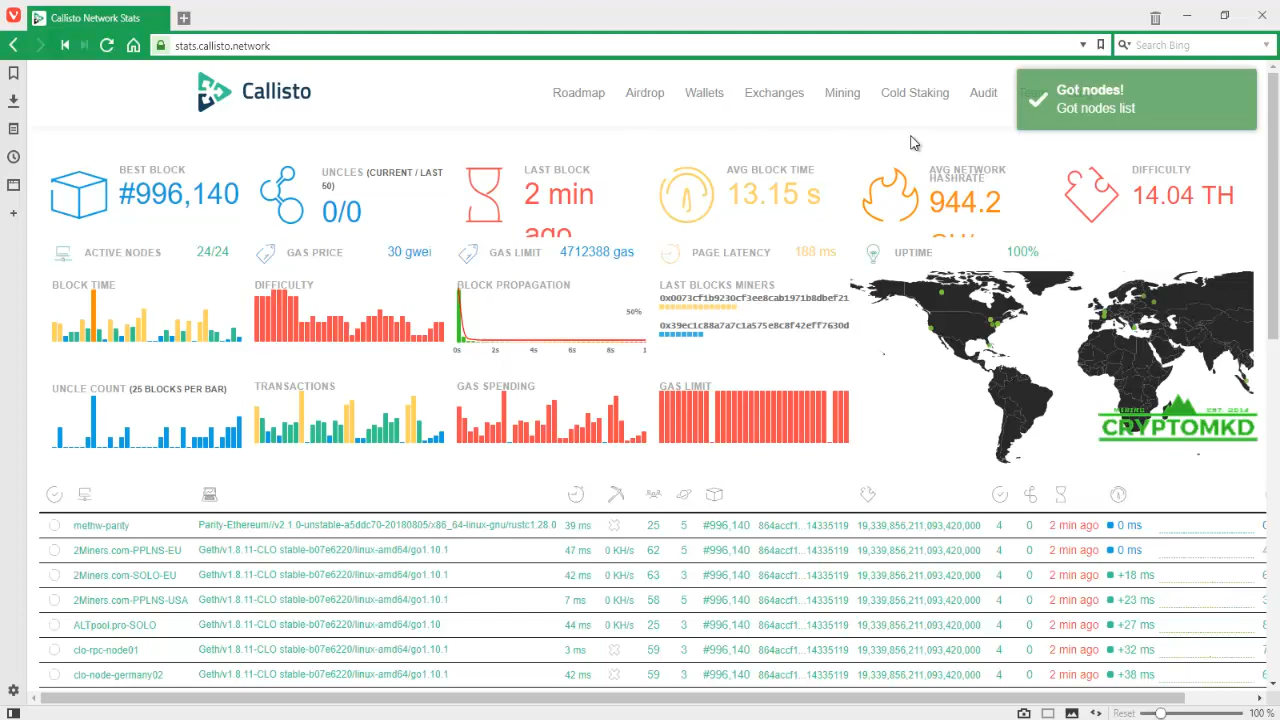 Callisto Network Stats
stats.callisto.network
Search Bing
Callisto
Roadmap Airdrop Wallets Exchanges Mining Cold Staking Audit
Got nodes!
Got nodes list
BEST BLOCK
#996,140
UNCLES (CURRENT / LAST 50)
0/0
LAST BLOCK
2 min ago
AVG BLOCK TIME
13.15 s
AVG NETWORK HASHRATE
944.2
DIFFICULTY
14.04 TH
ACTIVE NODES 24/24
GAS PRICE 30 gwei
GAS LIMIT 4712388 gas
PAGE LATENCY 188 ms
UPTIME 100%
BLOCK TIME
DIFFICULTY
BLOCK PROPAGATION
50%
0s 2s 4s 6s 8s 1
LAST BLOCKS MINERS
0x0073cf1b9230cf3ee8cab1971b8dbef21
0x39ec1c88a7a7c1a575e8c8f42eff7630d
UNCLE COUNT (25 BLOCKS PER BAR)
TRANSACTIONS
GAS SPENDING
GAS LIMIT
MINING EST. 2014
CRYPTOMKD
methw-parity Parity-Ethereum//v2.1.0-unstable-a5ddc70-20180805/x86_64-linux-gnu/rustc1.28.0 39 ms 25 5 #996,140 864accf1...14335119 19,339,856,211,093,420,000 4 0 2 min ago 0 ms
2Miners.com-PPLNS-EU Geth/v1.8.11-CLO stable-b07e6220/linux-amd64/go1.10.1 47 ms 0 KH/s 62 5 #996,140 864accf1...14335119 19,339,856,211,093,420,000 4 0 2 min ago 0 ms 4
2Miners.com-SOLO-EU Geth/v1.8.11-CLO stable-b07e6220/linux-amd64/go1.10.1 42 ms 0 KH/s 63 3 #996,140 864accf1...14335119 19,339,856,211,093,420,000 4 0 2 min ago +18 ms
2Miners.com-PPLNS-USA Geth/v1.8.11-CLO stable-b07e6220/linux-amd64/go1.10.1 7 ms 0 KH/s 58 5 #996,140 864accf1...14335119 19,339,856,211,093,420,000 4 0 2 min ago +23 ms
ALTpool.pro-SOLO Geth/v1.8.11-CLO stable-b07e6220/linux-amd64/go1.10.1 44 ms 0 KH/s 25 3 #996,140 864accf1...14335119 19,339,856,211,093,420,000 4 0 2 min ago +27 ms
clo-rpc-node01 Geth/v1.8.11-CLO stable-b07e6220/linux-amd64/go1.10.1 3 ms 59 3 #996,140 864accf1...14335119 19,339,856,211,093,420,000 4 0 2 min ago +32 ms
clo-node-germany02 Geth/v1.8.11-CLO stable-b07e6220/linux-amd64/go1.10.1 42 ms 59 3 #996,140 864accf1...14335119 19,339,856,211,093,420,000 4 0 2 min ago +38 ms
Reset 100 %